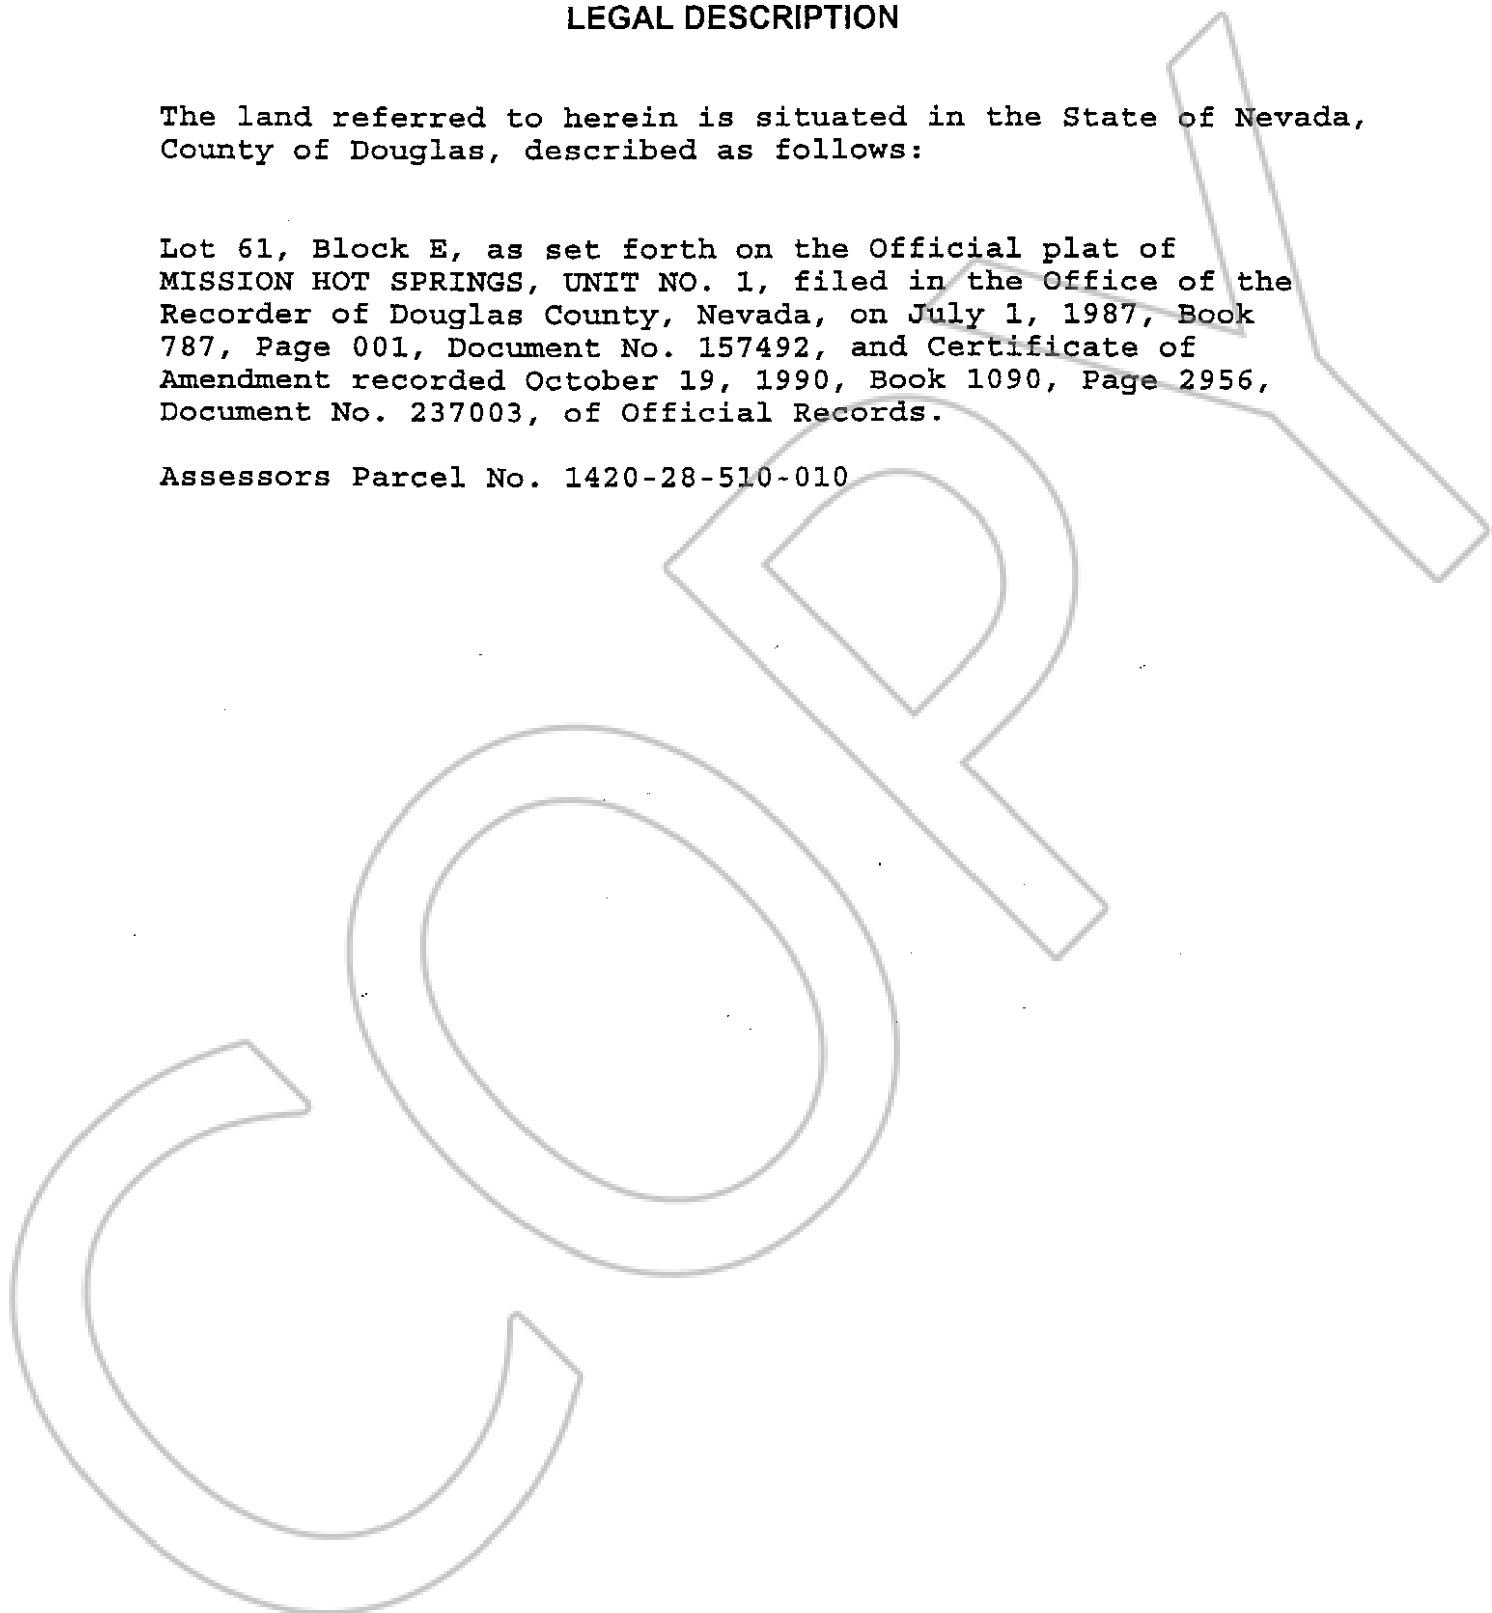 LEGAL DESCRIPTION
The land referred to herein is situated in the State of Nevada,
County of Douglas, described as follows:
Lot 61, Block E, as set forth on the Official plat of
MISSION HOT SPRINGS, UNIT NO. 1, filed in the Office of the
Recorder of Douglas County, Nevada, on July 1, 1987, Book
787, Page 001, Document No. 157492, and Certificate of
Amendment recorded October 19, 1990, Book 1090, Page 2956,
Document No. 237003, of Official Records.
Assessors Parcel No. 1420-28-510-010
COPY